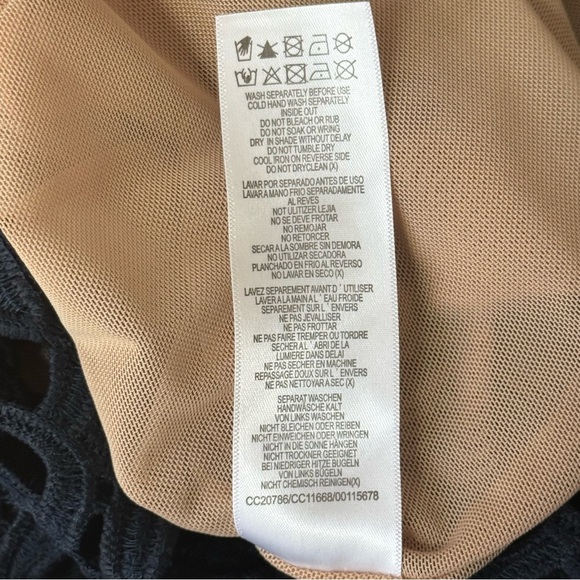 WASH SEPARATELY BEFORE USE
COLD HAND WASH SEPARATELY
INSIDE OUT
DO NOT BLEACH OR RUB
DO NOT SOAK OR WRING
DRY IN SHADE WITHOUT DELAY
DO NOT TUMBLE DRY
COOL IRON ON REVERSE SIDE
DO NOT DRYCLEAN (X)
LAVAR POR SEPARADO ANTES DE USO
LAVAR A MANO FRIO SEPARADAMENTE
AL REVES
NOT ULITIZER LEJIA
NO SE DEVE FROTAR
NO REMOJAR
NO RETORCER
SECAR A LA SOMBRE SIN DEMORA
NO UTILIZAR SECADORA
PLANCHADO EN FRIO AL REVERSO
NO LAVAR EN SECO (X)
LAVEZ SEPAREMENT AVANT D ' UTILISER
LAVER A LA MAIN A L ' EAU FROIDE
SEPAREMENT SUR L ' ENVERS
NE PAS JEVALLISER
NE PAS FROTTAR
NE PAS FAIRE TREMPER OU TORDRE
SECHER A L ' ABRI DE LA
LUMIERE DANS DELAI
NE PAS SECHER EN MACHINE
REPASSAGE DOUX SUR L ' ENVERS
NE PAS NETTOYAR A SEC (X)
SEPARAT WASCHEN
HANDWÄSCHE KALT
VON LINKS WASCHEN
NICHT BLEICHEN ODER REIBEN
NICHT EINWEICHEN ODER WRINGEN
NICHT IN DIE SONNE HÄNGEN
NICHT TROCKNER GEEIGNET
BEI NIEDRIGER HITZE BÜGELN
VON LINKS BÜGELN
NICHT CHEMISCH REINIGEN(X)
CC20786/CC11668/00115678